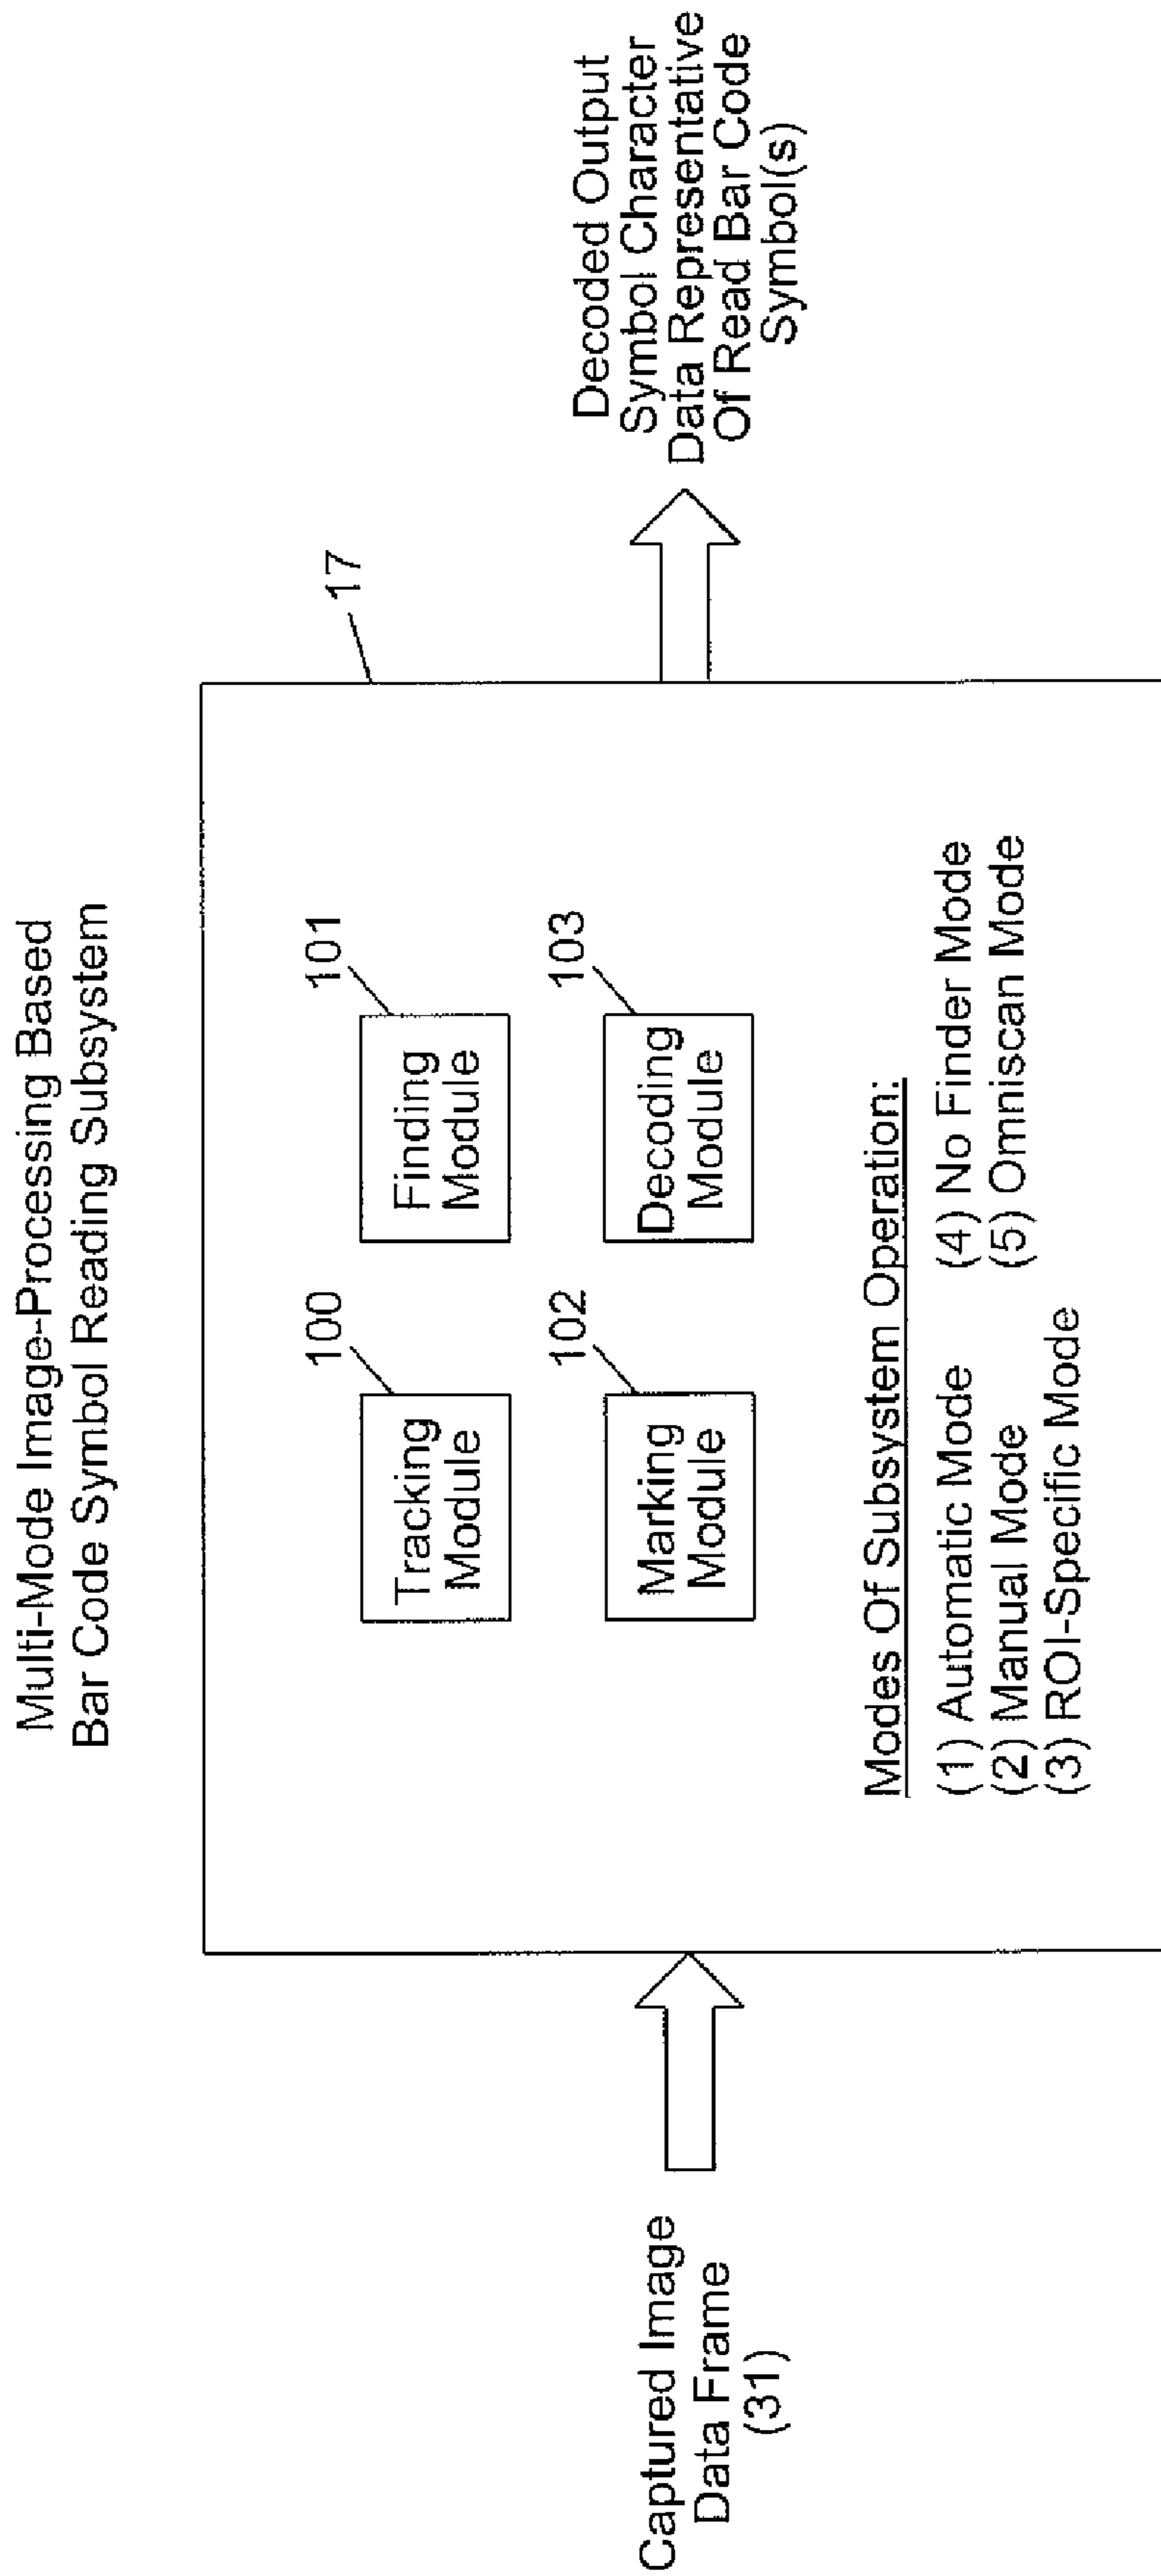 Multi-Mode Image-Processing Based
Bar Code Symbol Reading Subsystem
17
100
Tracking
Module
101
Finding
Module
102
Marking
Module
103
Decoding
Module
Modes Of Subsystem Operation:
(1) Automatic Mode
(2) Manual Mode
(3) ROI-Specific Mode
(4) No Finder Mode
(5) Omniscan Mode
Captured Image
Data Frame
(31)
Decoded Output
Symbol Character
Data Representative
Of Read Bar Code
Symbol(s)